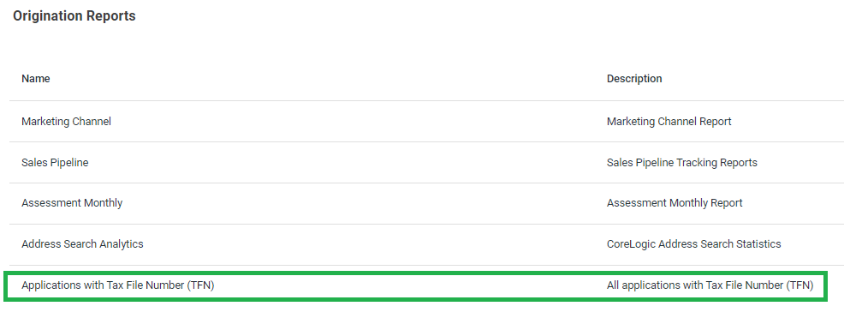 Origination Reports
Name Description
Marketing Channel Marketing Channel Report
Sales Pipeline Sales Pipeline Tracking Reports
Assessment Monthly Assessment Monthly Report
Address Search Analytics CoreLogic Address Search Statistics
Applications with Tax File Number (TFN) All applications with Tax File Number (TFN)